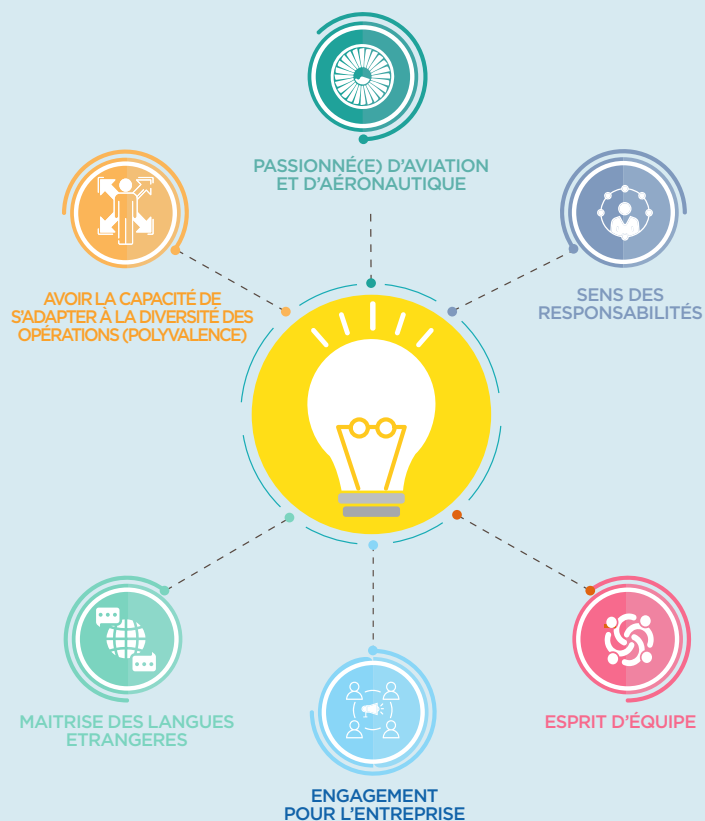 PASSIONNÉ(E) D'AVIATION
ET D'AÉRONAUTIQUE
AVOIR LA CAPACITÉ DE
S'ADAPTER À LA DIVERSITÉ DES
OPÉRATIONS (POLYVALENCE)
SENS DES
RESPONSABILITÉS
MAITRISE DES LANGUES
ETRANGERES
ESPRIT D'ÉQUIPE
ENGAGEMENT
POUR L'ENTREPRISE